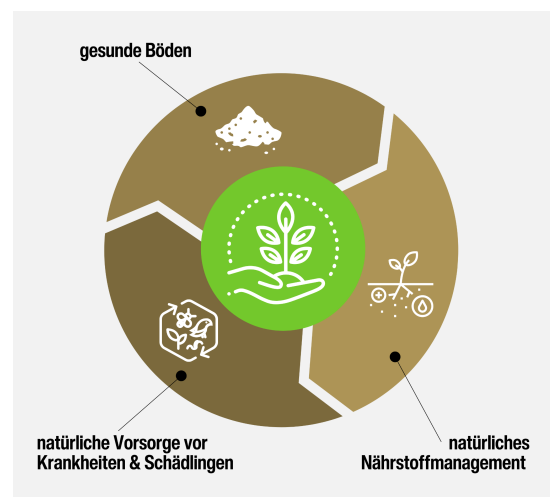 gesunde Böden
natürliche Vorsorge vor
Krankheiten & Schädlingen
natürliches
Nährstoffmanagement